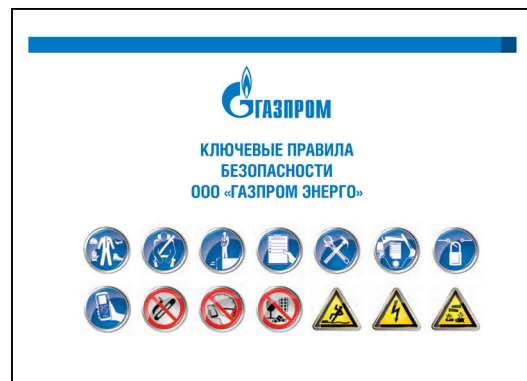 ГАЗПРОМ
КЛЮЧЕВЫЕ ПРАВИЛА
БЕЗОПАСНОСТИ
ООО «ГАЗПРОМ ЭНЕРГО»